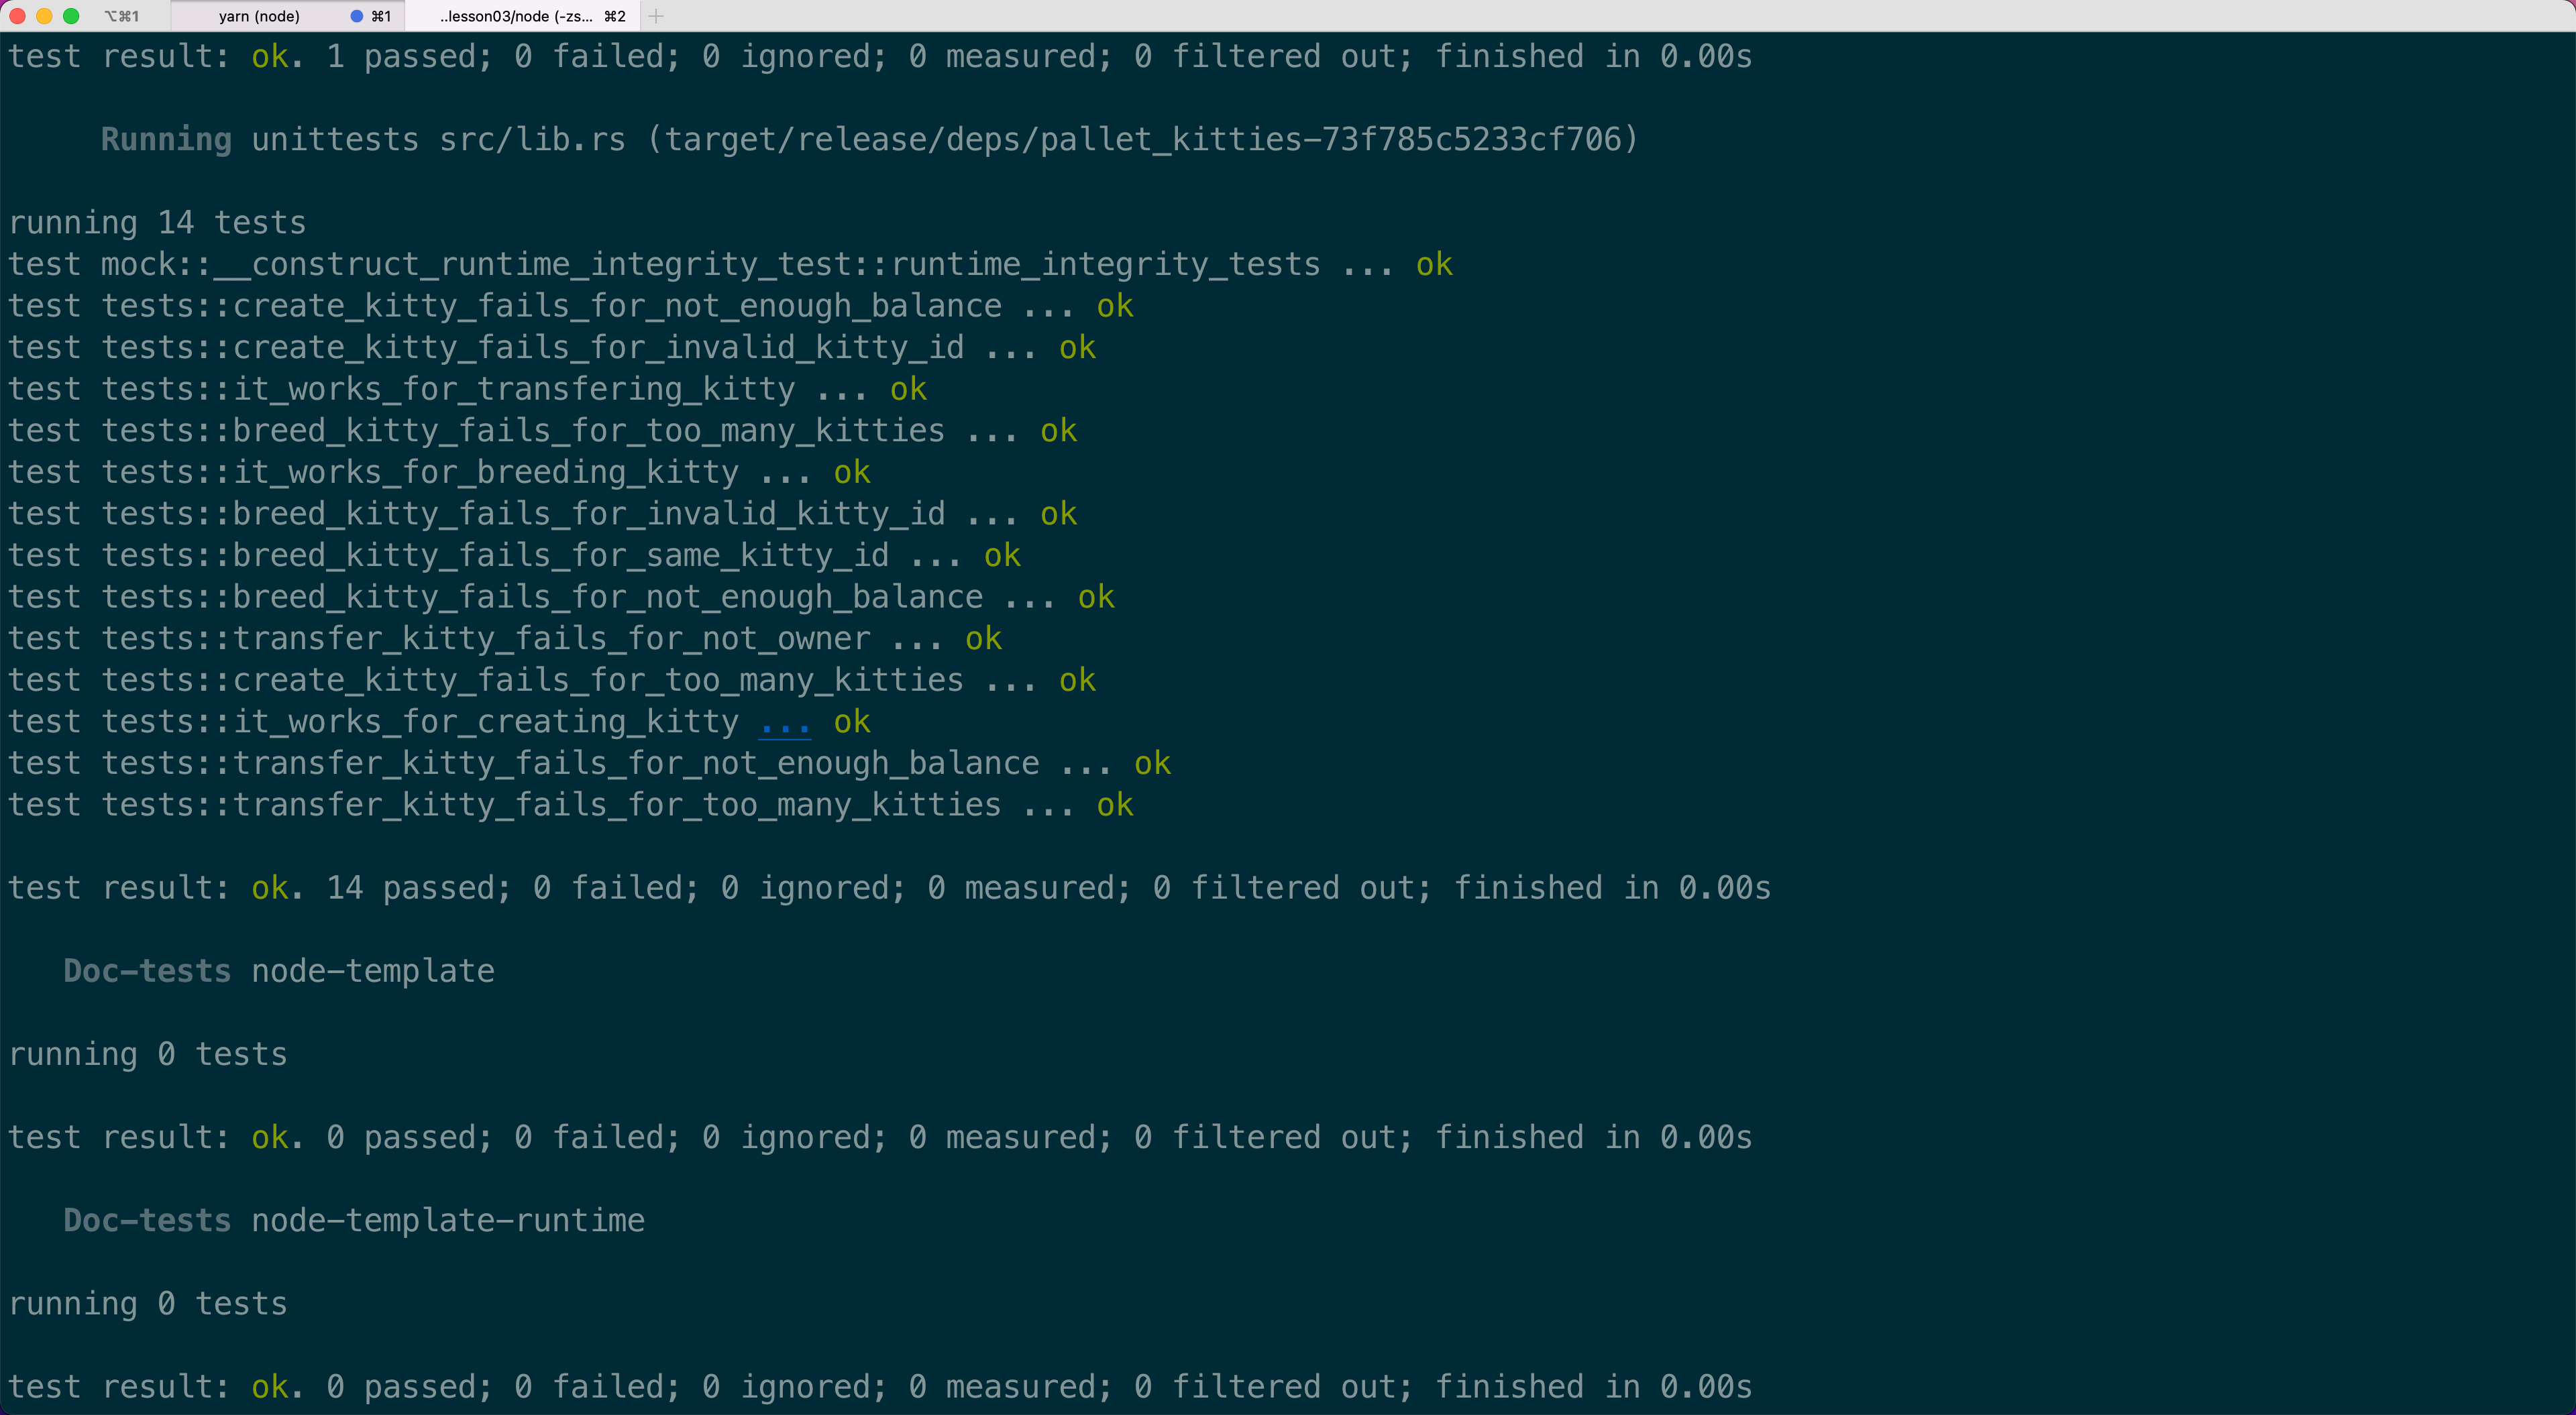 ⌥⌘1 yarn (node) ⌘1 ..lesson03/node (-zs... ⌘2
test result: ok. 1 passed; 0 failed; 0 ignored; 0 measured; 0 filtered out; finished in 0.00s
Running unittests src/lib.rs (target/release/deps/pallet_kitties-73f785c5233cf706)
running 14 tests
test mock::__construct_runtime_integrity_test::runtime_integrity_tests ... ok
test tests::create_kitty_fails_for_not_enough_balance ... ok
test tests::create_kitty_fails_for_invalid_kitty_id ... ok
test tests::it_works_for_transfering_kitty ... ok
test tests::breed_kitty_fails_for_too_many_kitties ... ok
test tests::it_works_for_breeding_kitty ... ok
test tests::breed_kitty_fails_for_invalid_kitty_id ... ok
test tests::breed_kitty_fails_for_same_kitty_id ... ok
test tests::breed_kitty_fails_for_not_enough_balance ... ok
test tests::transfer_kitty_fails_for_not_owner ... ok
test tests::create_kitty_fails_for_too_many_kitties ... ok
test tests::it_works_for_creating_kitty ... ok
test tests::transfer_kitty_fails_for_not_enough_balance ... ok
test tests::transfer_kitty_fails_for_too_many_kitties ... ok
test result: ok. 14 passed; 0 failed; 0 ignored; 0 measured; 0 filtered out; finished in 0.00s
Doc-tests node-template
running 0 tests
test result: ok. 0 passed; 0 failed; 0 ignored; 0 measured; 0 filtered out; finished in 0.00s
Doc-tests node-template-runtime
running 0 tests
test result: ok. 0 passed; 0 failed; 0 ignored; 0 measured; 0 filtered out; finished in 0.00s